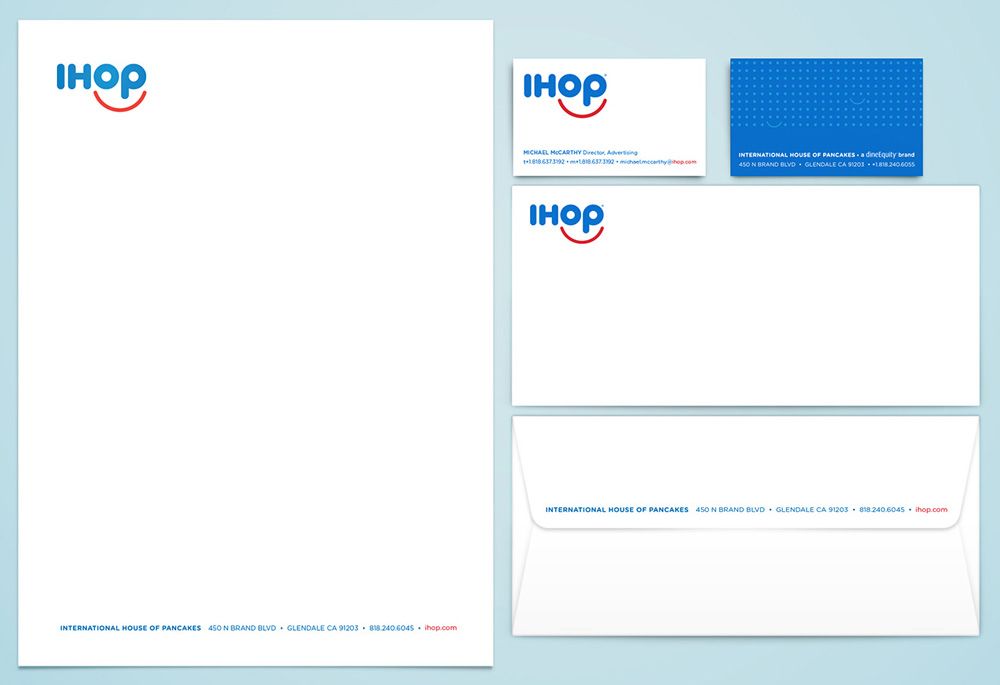 IHOP
INTERNATIONAL HOUSE OF PANCAKES 450 N BRAND BLVD • GLENDALE CA 91203 • 818.240.6045 • ihop.com
IHOP
MICHAEL McCARTHY Director, Advertising
t+1.818.637.3192 • m+1.818.637.3192 • michael.mccarthy@ihop.com
INTERNATIONAL HOUSE OF PANCAKES • a dineEquity brand
450 N BRAND BLVD • GLENDALE CA 91203 • +1.818.240.6055
IHOP
INTERNATIONAL HOUSE OF PANCAKES 450 N BRAND BLVD • GLENDALE CA 91203 • 818.240.6045 • ihop.com